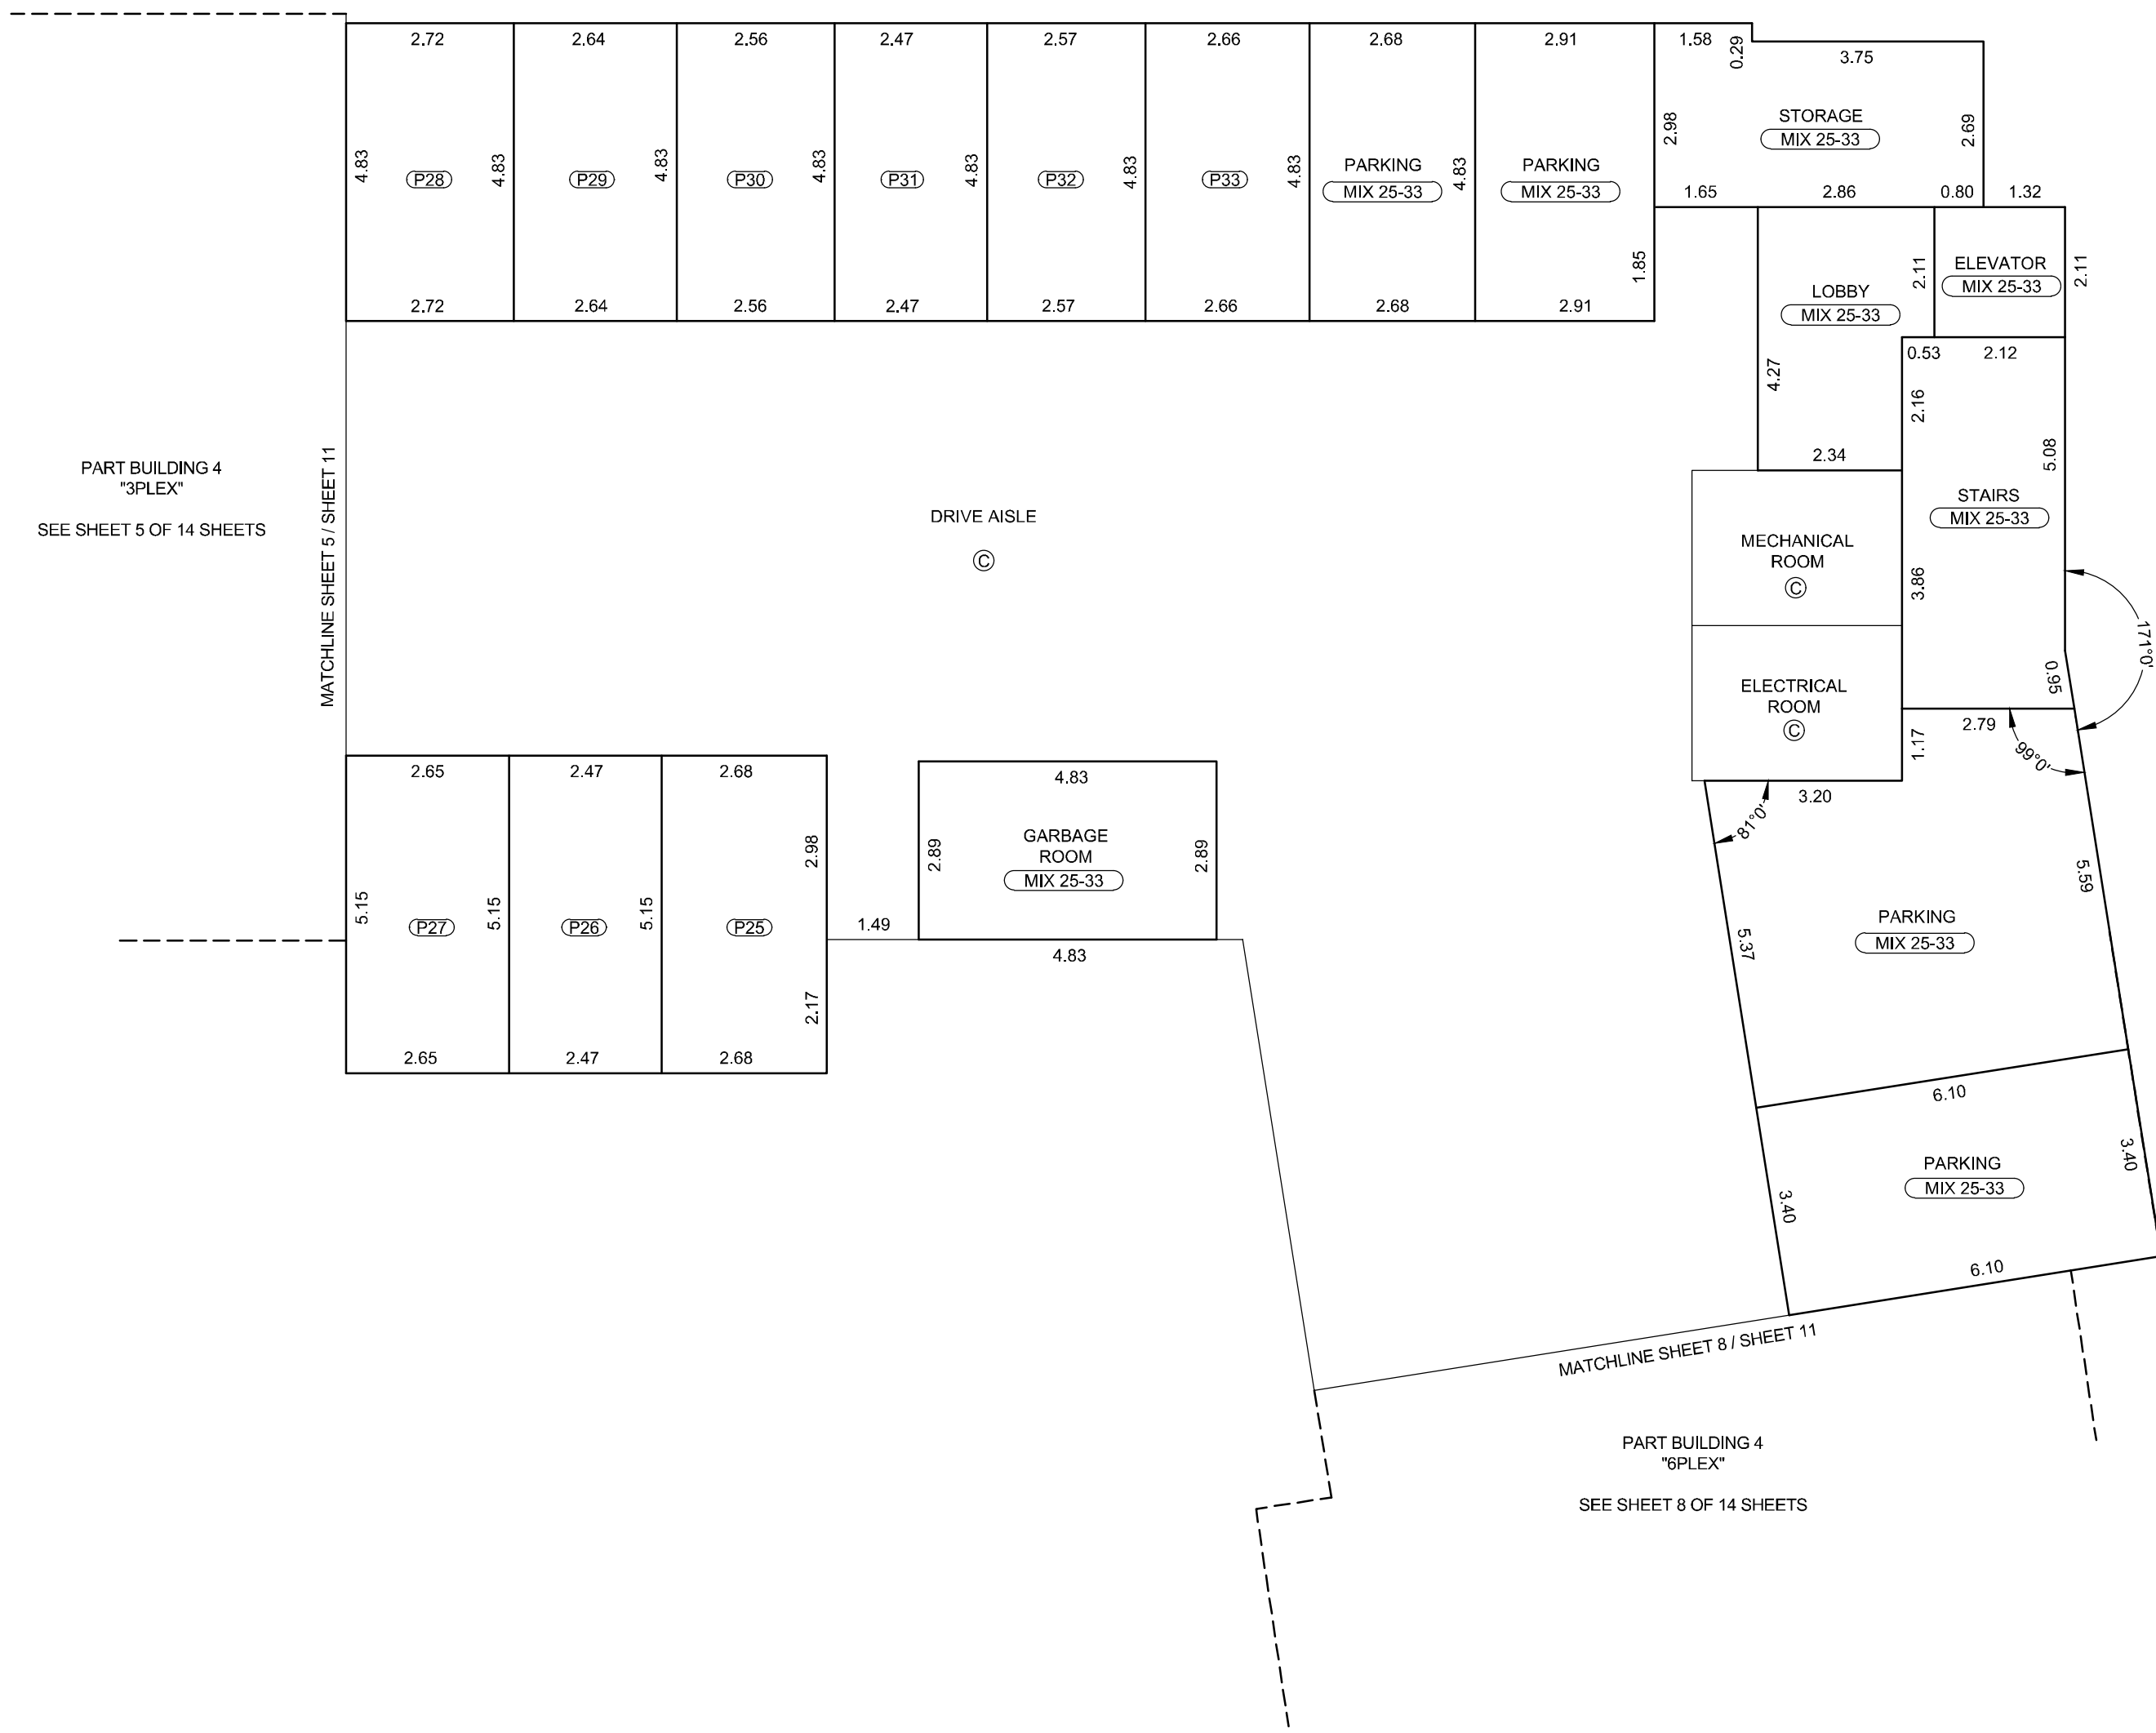 2.72
2.64
2.56
2.47
2.57
2.66
2.68
2.91
1.58
0.29
3.75
4.83
P28
4.83
P29
4.83
P30
4.83
P31
4.83
P32
4.83
P33
4.83
PARKING
MIX 25-33
4.83
PARKING
MIX 25-33
2.98
STORAGE
MIX 25-33
2.69
1.65
2.86
0.80
1.32
1.85
2.72
2.64
2.56
2.47
2.57
2.66
2.68
2.91
LOBBY
MIX 25-33
2.11
ELEVATOR
MIX 25-33
2.11
4.27
0.53
2.12
2.16
2.34
5.08
STAIRS
MIX 25-33
3.86
PART BUILDING 4
"3PLEX"
SEE SHEET 5 OF 14 SHEETS
MATCHLINE SHEET 5 / SHEET 11
DRIVE AISLE
C
MECHANICAL
ROOM
C
ELECTRICAL
ROOM
C
171°0'
0.95
2.79
99°0'
1.17
3.20
81°0'
2.65
2.47
2.68
5.15
P27
5.15
P26
5.15
P25
2.98
2.17
2.65
2.47
2.68
1.49
4.83
2.89
GARBAGE
ROOM
MIX 25-33
2.89
4.83
5.37
PARKING
MIX 25-33
5.59
6.10
3.40
PARKING
MIX 25-33
3.40
6.10
MATCHLINE SHEET 8 / SHEET 11
PART BUILDING 4
"6PLEX"
SEE SHEET 8 OF 14 SHEETS